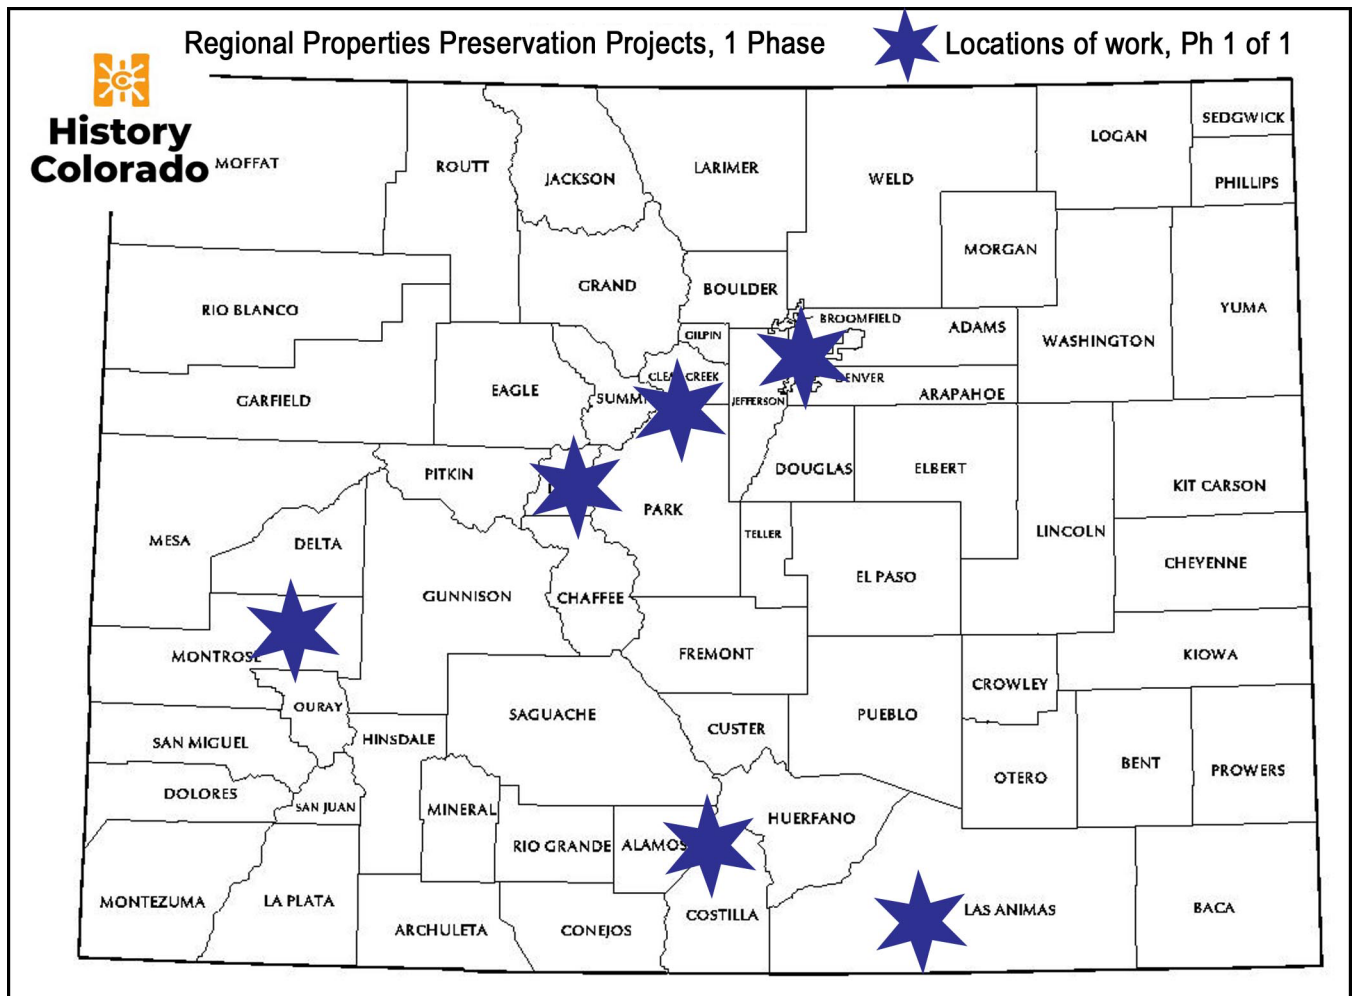 Regional Properties Preservation Projects, 1 Phase
Locations of work, Ph 1 of 1
History
Colorado
MOFFAT
ROUTT
JACKSON
LARIMER
WELD
LOGAN
SEDGWICK
PHILLIPS
MORGAN
RIO BLANCO
GRAND
BOULDER
BROOMFIELD
ADAMS
WASHINGTON
YUMA
GILPIN
GARFIELD
EAGLE
SUMM
CLE CREEK
JEFFERSON
DENVER
ARAPAHOE
PITKIN
PARK
DOUGLAS
ELBERT
KIT CARSON
MESA
DELTA
TELLER
LINCOLN
CHEYENNE
GUNNISON
CHAFFEE
EL PASO
MONTROSE
FREMONT
KIOWA
CROWLEY
OURAY
SAGUACHE
CUSTER
PUEBLO
SAN MIGUEL
HINSDALE
OTERO
BENT
PROWERS
DOLORES
SAN JUAN
MINERAL
HUERFANO
RIO GRANDE
ALAMOS
MONTEZUMA
LA PLATA
ARCHULETA
CONEJOS
COSTILLA
LAS ANIMAS
BACA